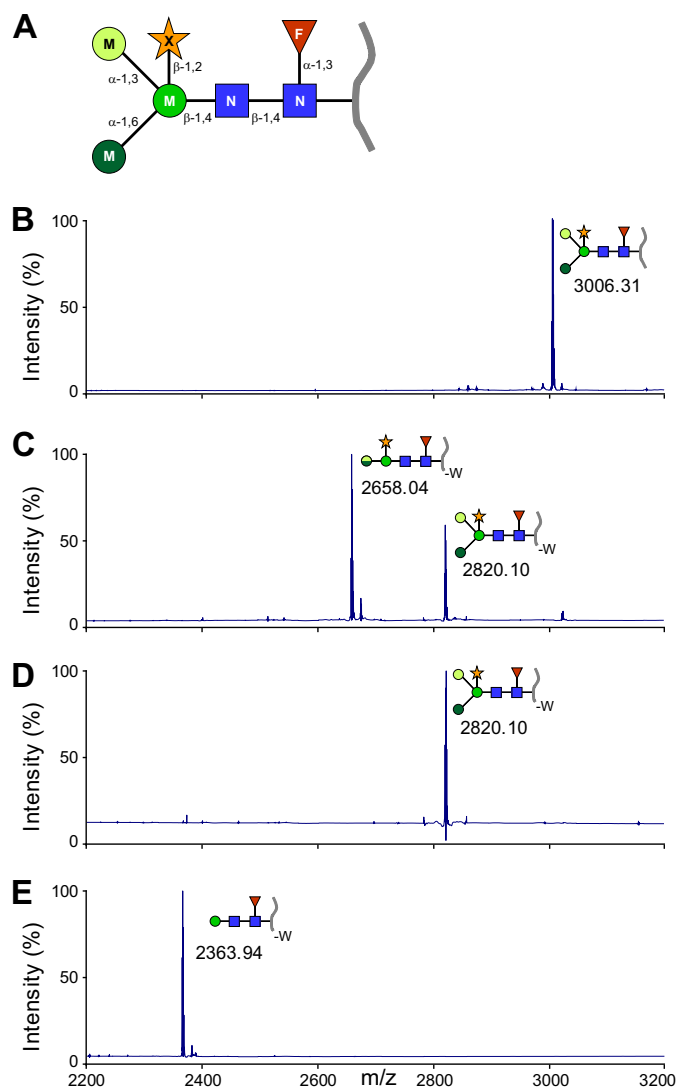 A
M
X
F
β-1,2
α-1,3
α-1,3
M
N
N
β-1,4
β-1,4
α-1,6
M
B
Intensity (%)
100
50
0
3006.31
C
Intensity (%)
100
50
0
-W
2658.04
-W
2820.10
D
Intensity (%)
100
50
0
-W
2820.10
E
Intensity (%)
100
50
0
-W
2363.94
2200 2400 2600 m/z 2800 3000 3200